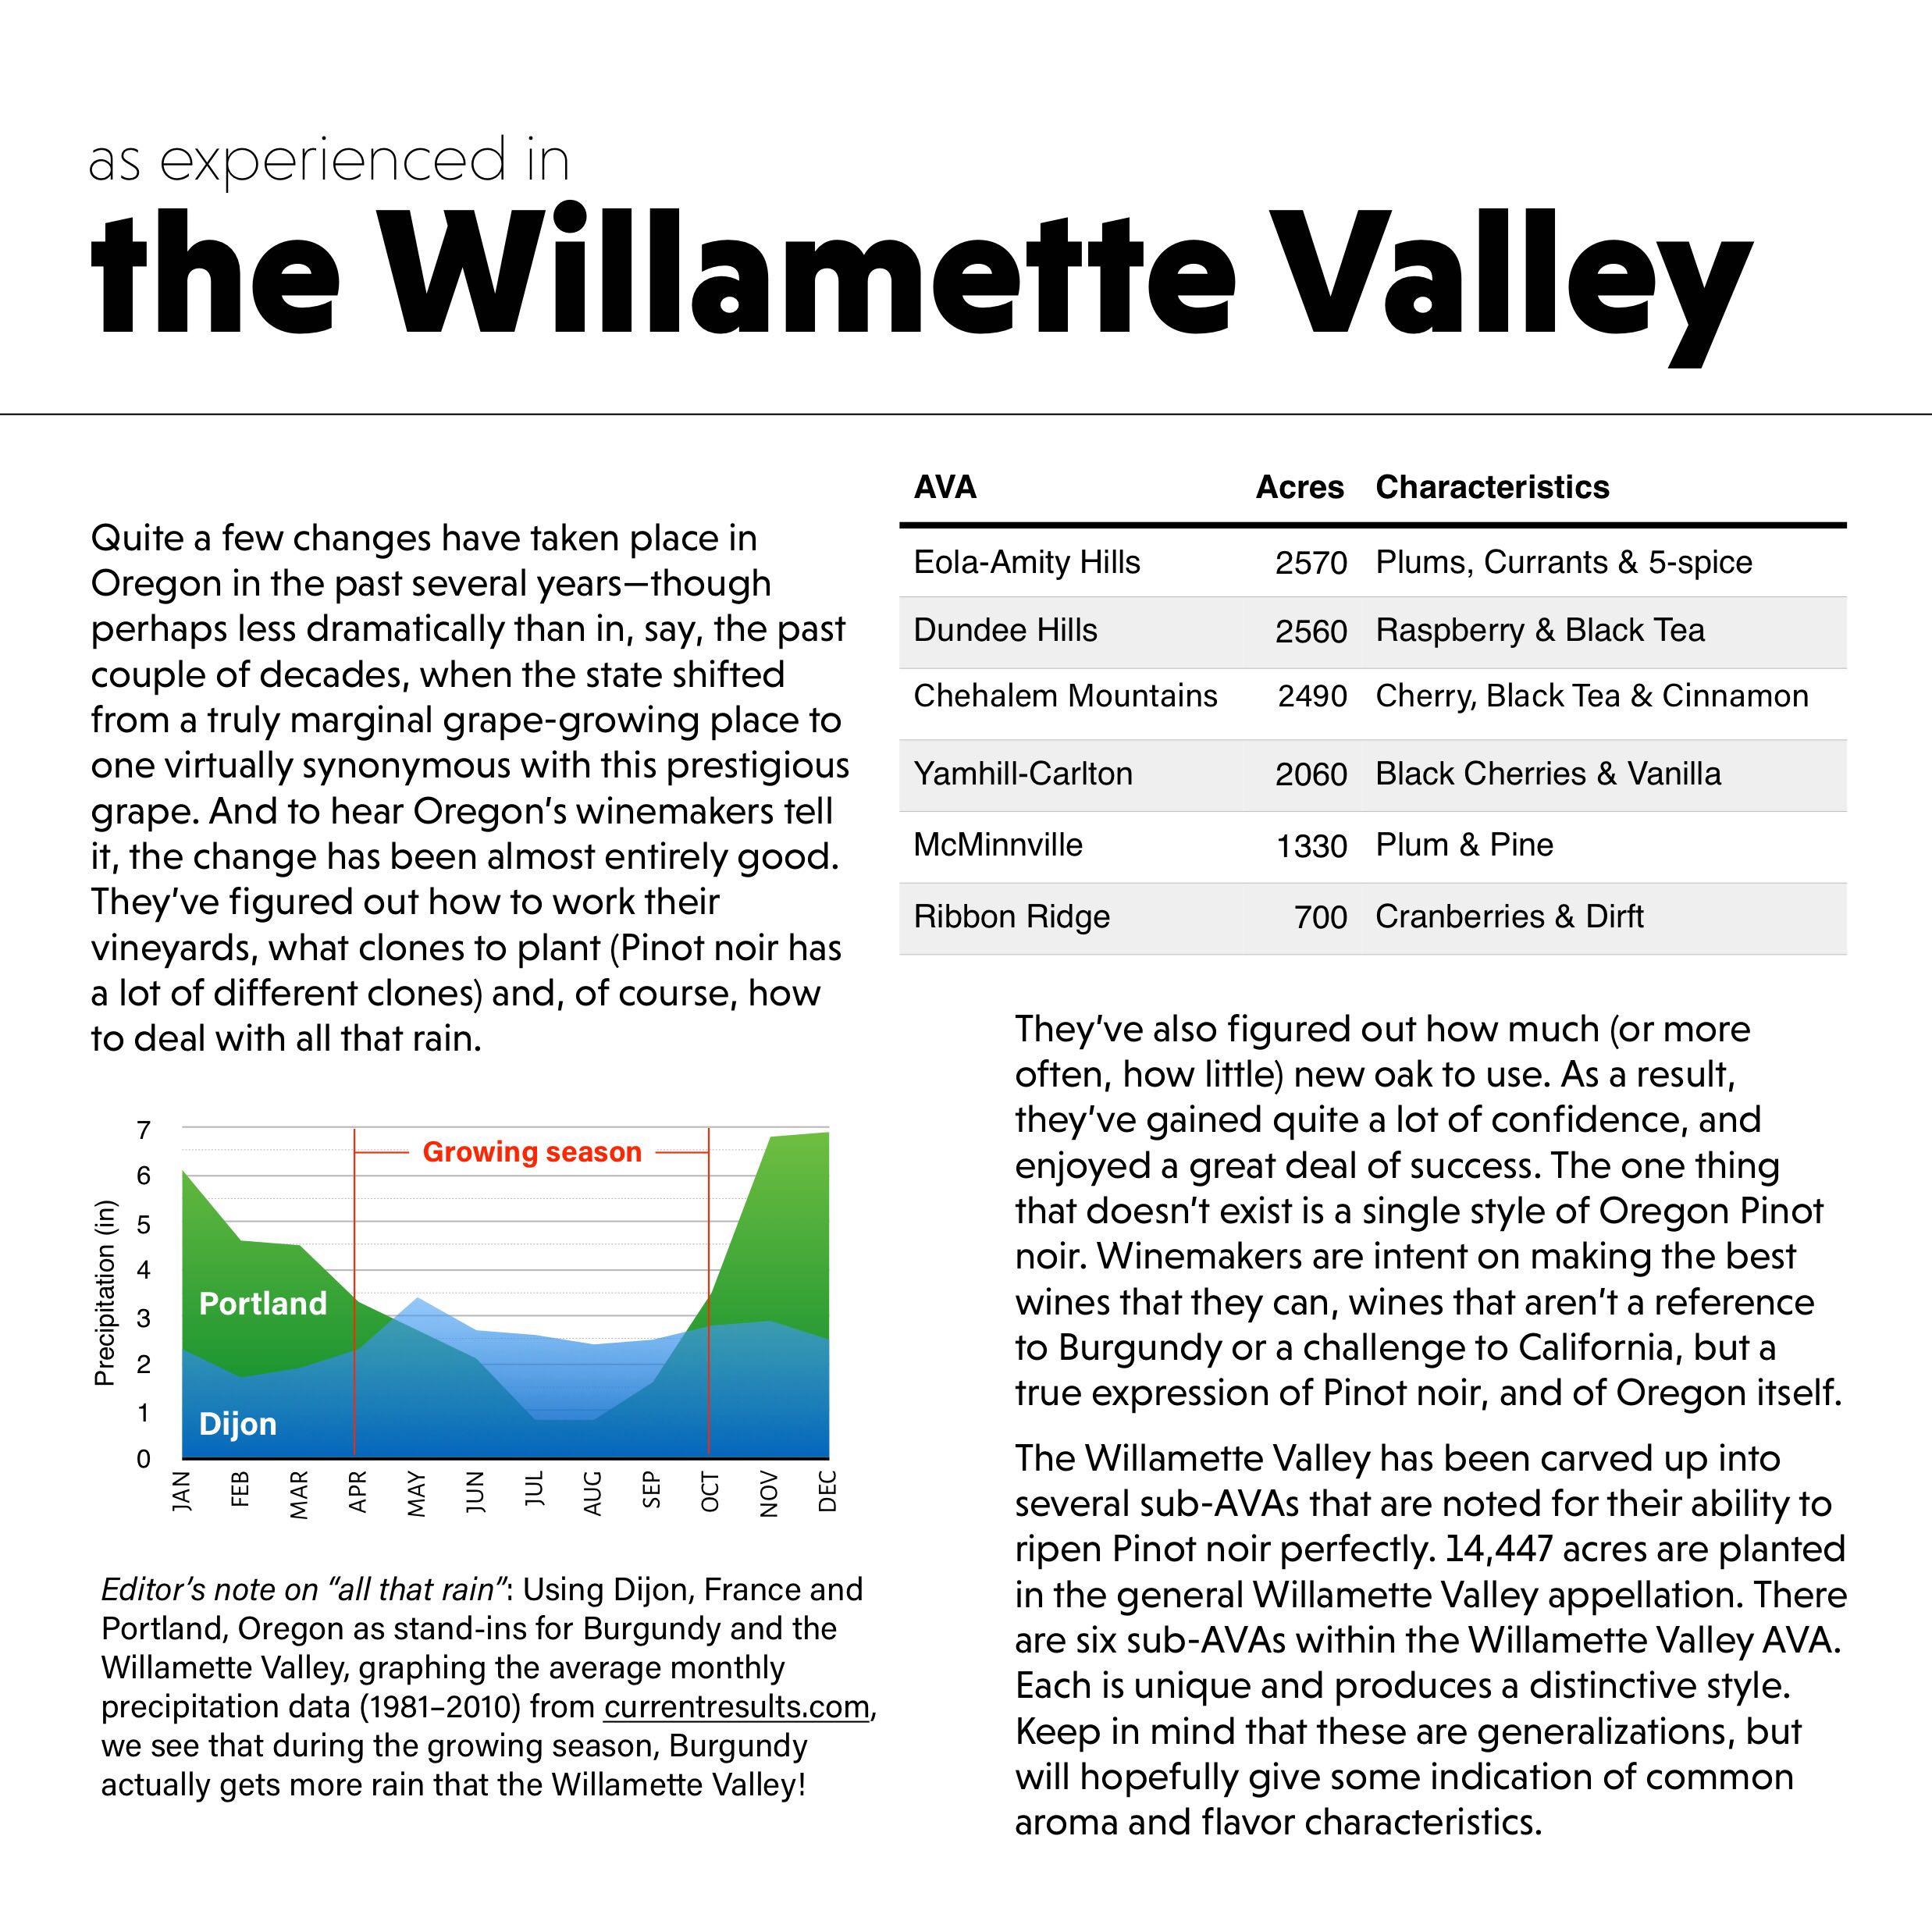 as experienced in
the Willamette Valley
Quite a few changes have taken place in
Oregon in the past several years—though
perhaps less dramatically than in, say, the past
couple of decades, when the state shifted
from a truly marginal grape-growing place to
one virtually synonymous with this prestigious
grape. And to hear Oregon’s winemakers tell
it, the change has been almost entirely good.
They’ve figured out how to work their
vineyards, what clones to plant (Pinot noir has
a lot of different clones) and, of course, how
to deal with all that rain.
Precipitation (in)
7
6
5
4
3
2
1
0
Growing season
Portland
Dijon
JAN FEB MAR APR MAY JUN JUL AUG SEP OCT NOV DEC
Editor’s note on “all that rain”: Using Dijon, France and
Portland, Oregon as stand-ins for Burgundy and the
Willamette Valley, graphing the average monthly
precipitation data (1981–2010) from currentresults.com,
we see that during the growing season, Burgundy
actually gets more rain that the Willamette Valley!
AVA Acres Characteristics
Eola-Amity Hills 2570 Plums, Currants & 5-spice
Dundee Hills 2560 Raspberry & Black Tea
Chehalem Mountains 2490 Cherry, Black Tea & Cinnamon
Yamhill-Carlton 2060 Black Cherries & Vanilla
McMinnville 1330 Plum & Pine
Ribbon Ridge 700 Cranberries & Dirft
They’ve also figured out how much (or more
often, how little) new oak to use. As a result,
they’ve gained quite a lot of confidence, and
enjoyed a great deal of success. The one thing
that doesn’t exist is a single style of Oregon Pinot
noir. Winemakers are intent on making the best
wines that they can, wines that aren’t a reference
to Burgundy or a challenge to California, but a
true expression of Pinot noir, and of Oregon itself.
The Willamette Valley has been carved up into
several sub-AVAs that are noted for their ability to
ripen Pinot noir perfectly. 14,447 acres are planted
in the general Willamette Valley appellation. There
are six sub-AVAs within the Willamette Valley AVA.
Each is unique and produces a distinctive style.
Keep in mind that these are generalizations, but
will hopefully give some indication of common
aroma and flavor characteristics.